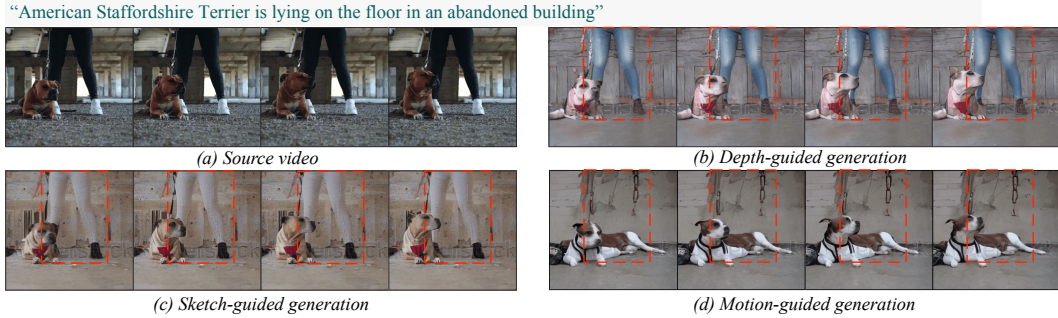 “American Staffordshire Terrier is lying on the floor in an abandoned building”
(a) Source video
(b) Depth-guided generation
(c) Sketch-guided generation
(d) Motion-guided generation